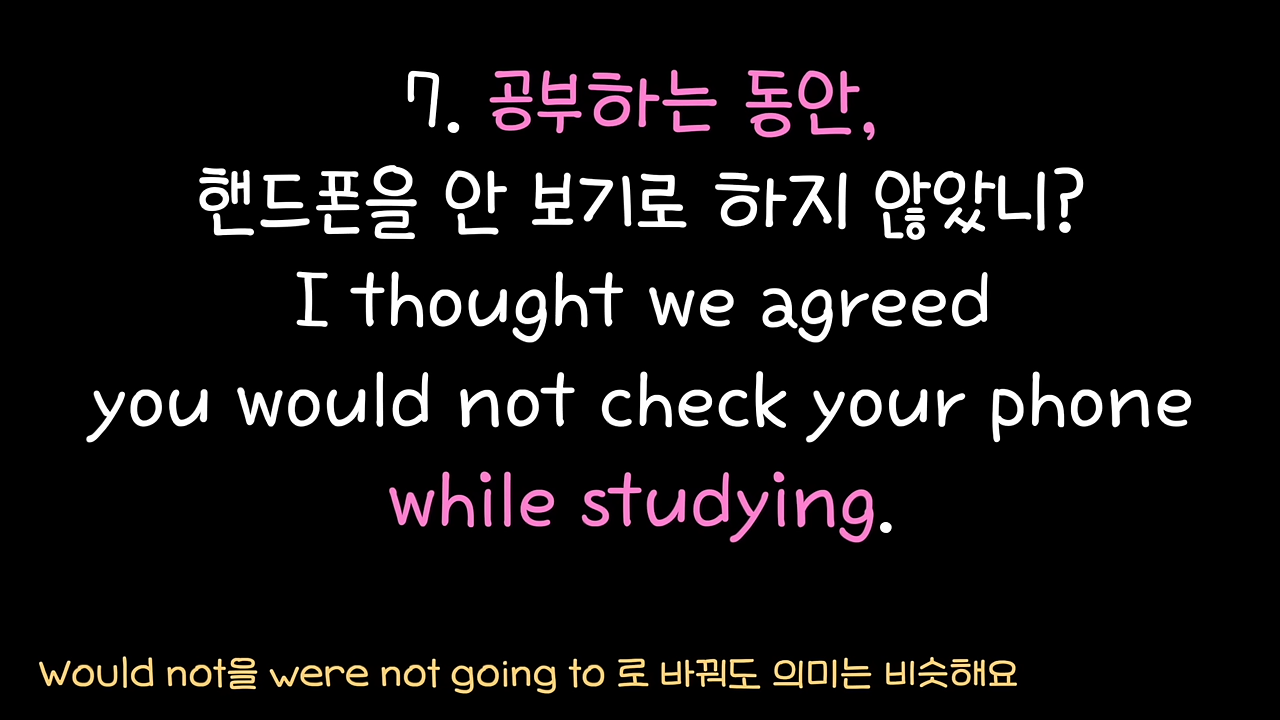 7. 공부하는 동안,
핸드폰을 안 보기로 하지 않았니?
I thought we agreed
you would not check your phone
while studying.
Would not을 were not going to 로 바꿔도 의미는 비슷해요